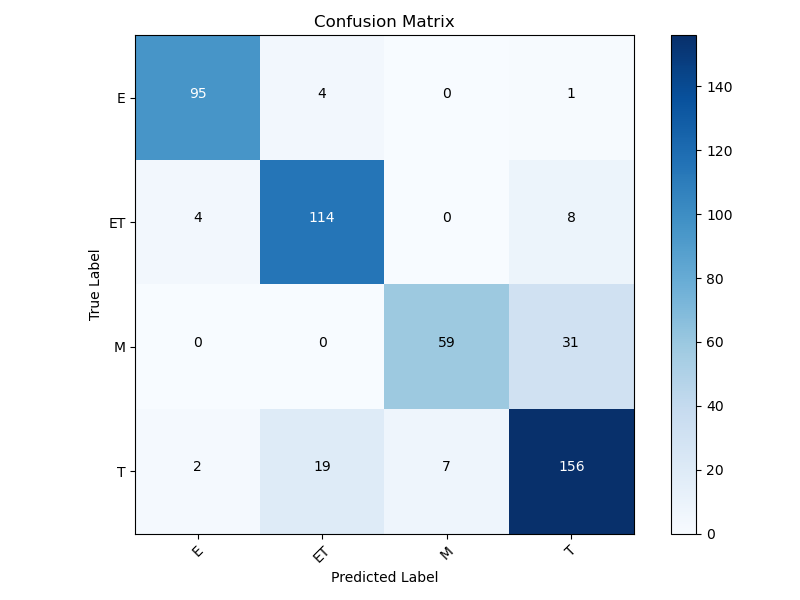 Confusion Matrix
E 95 4 0 1
ET 4 114 0 8
M 0 0 59 31
T 2 19 7 156
E ET M T
True Label
Predicted Label
140
120
100
80
60
40
20
0